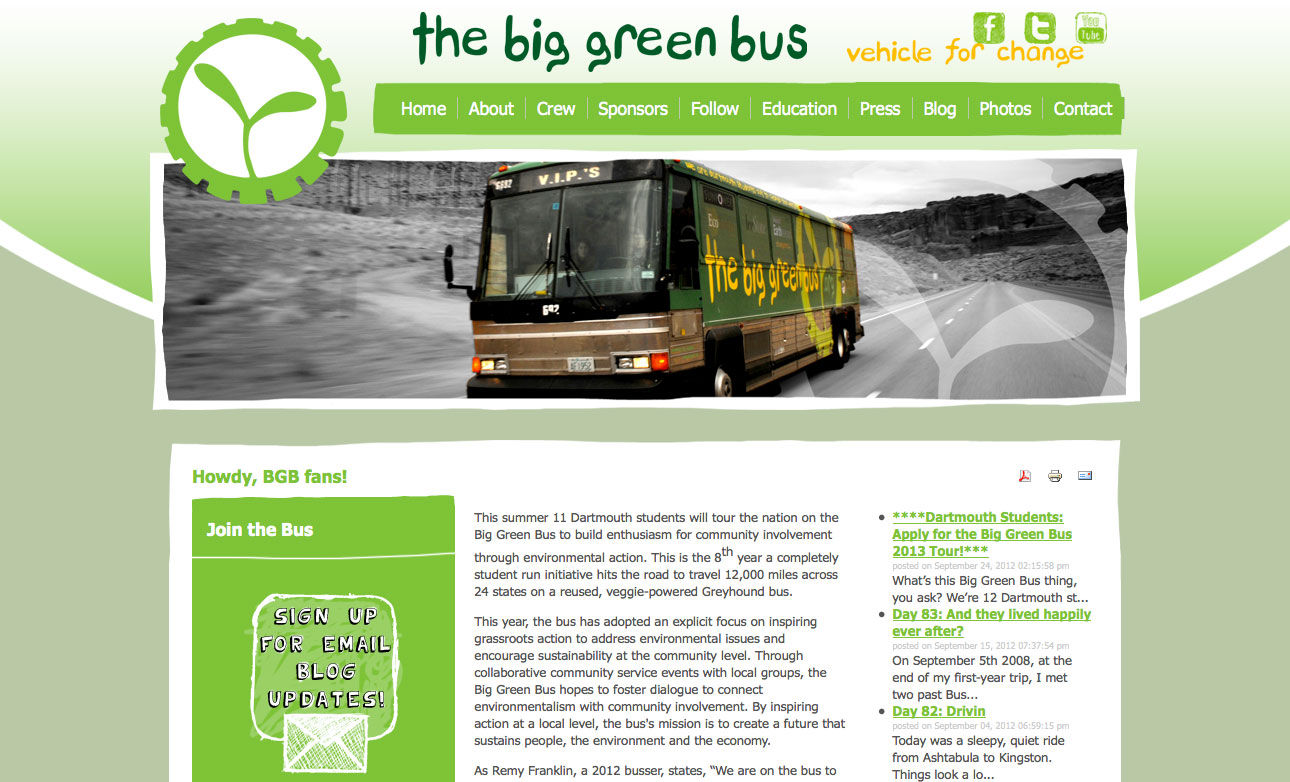 the big green bus
vehicle for change
You
Tube
Home About Crew Sponsors Follow Education Press Blog Photos Contact
692
V.I.P.'S
Eco
the big greenbus
692
Howdy, BGB fans!
Join the Bus
SIGN UP
FOR EMAIL
BLOG
UPDATES!
This summer 11 Dartmouth students will tour the nation on the
Big Green Bus to build enthusiasm for community involvement
through environmental action. This is the 8th year a completely
student run initiative hits the road to travel 12,000 miles across
24 states on a reused, veggie-powered Greyhound bus.
This year, the bus has adopted an explicit focus on inspiring
grassroots action to address environmental issues and
encourage sustainability at the community level. Through
collaborative community service events with local groups, the
Big Green Bus hopes to foster dialogue to connect
environmentalism with community involvement. By inspiring
action at a local level, the bus's mission is to create a future that
sustains people, the environment and the economy.
As Remy Franklin, a 2012 busser, states, “We are on the bus to
****Dartmouth Students:
Apply for the Big Green Bus
2013 Tour!***
posted on September 24, 2012 02:15:58 pm
What’s this Big Green Bus thing,
you ask? We’re 12 Dartmouth st...
Day 83: And they lived happily
ever after?
posted on September 15, 2012 07:37:54 pm
On September 5th 2008, at the
end of my first-year trip, I met
two past Bus...
Day 82: Drivin
posted on September 04, 2012 06:59:15 pm
Today was a sleepy, quiet ride
from Ashtabula to Kingston.
Things look a lo...